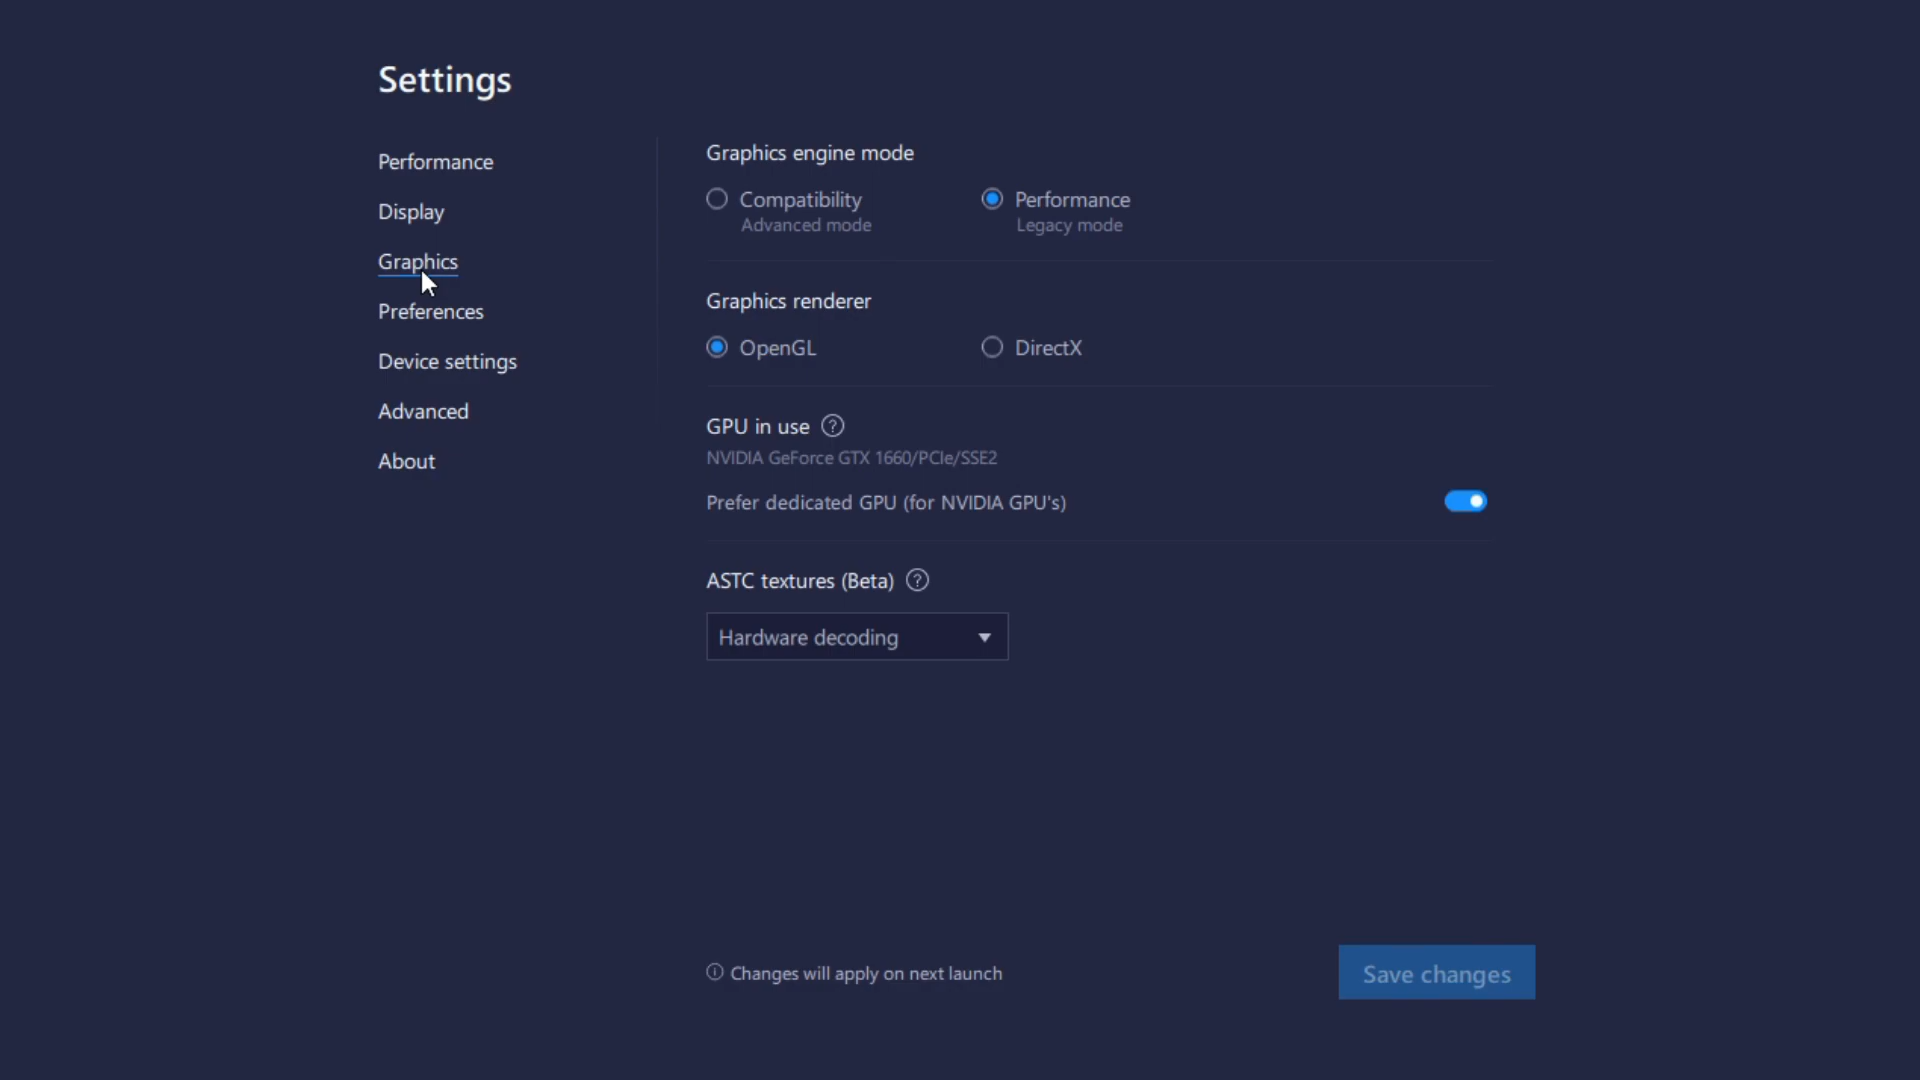 Settings
Performance
Display
Graphics
Preferences
Device settings
Advanced
About
Graphics engine mode
Compatibility
Advanced mode
Performance
Legacy mode
Graphics renderer
OpenGL
DirectX
GPU in use
NVIDIA GeForce GTX 1660/PCIe/SSE2
Prefer dedicated GPU (for NVIDIA GPU's)
ASTC textures (Beta)
Hardware decoding
Changes will apply on next launch
Save changes